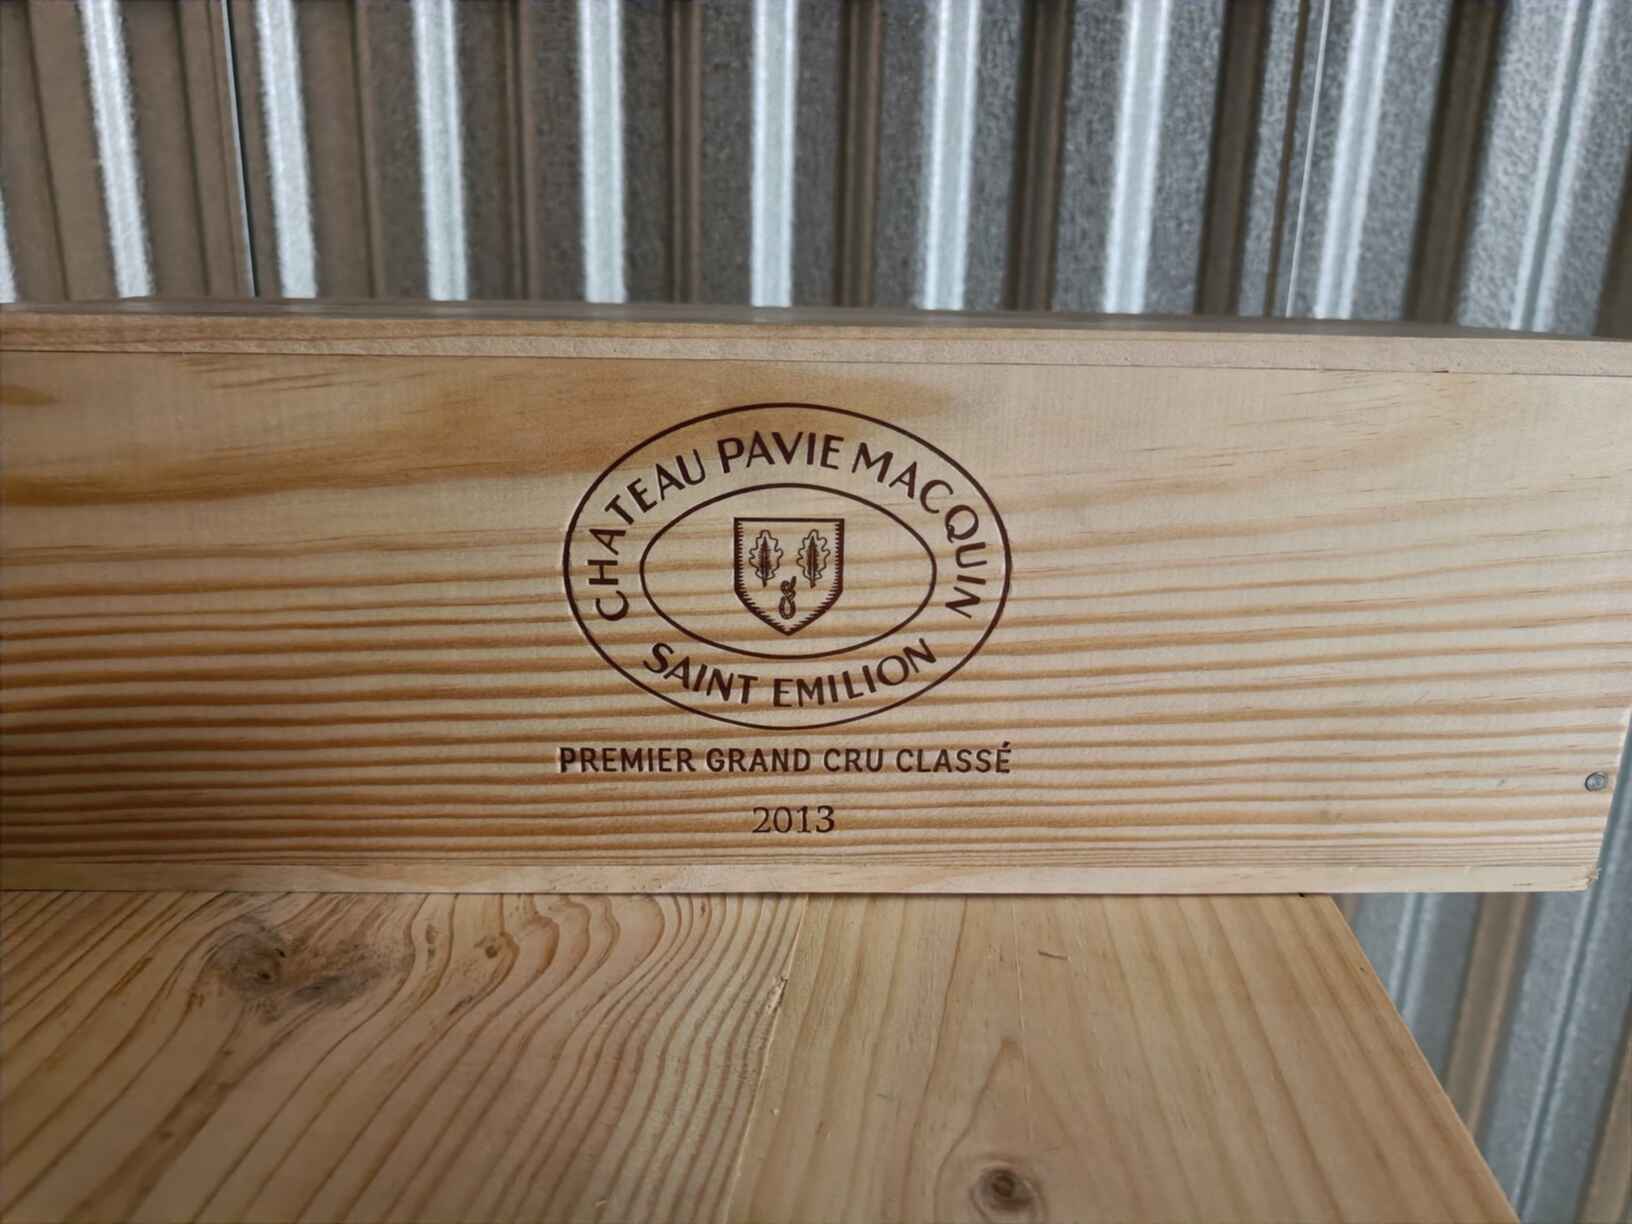 CHATEAU PAVIE MACQUIN
SAINT EMILION
PREMIER GRAND CRU CLASSÉ
2013